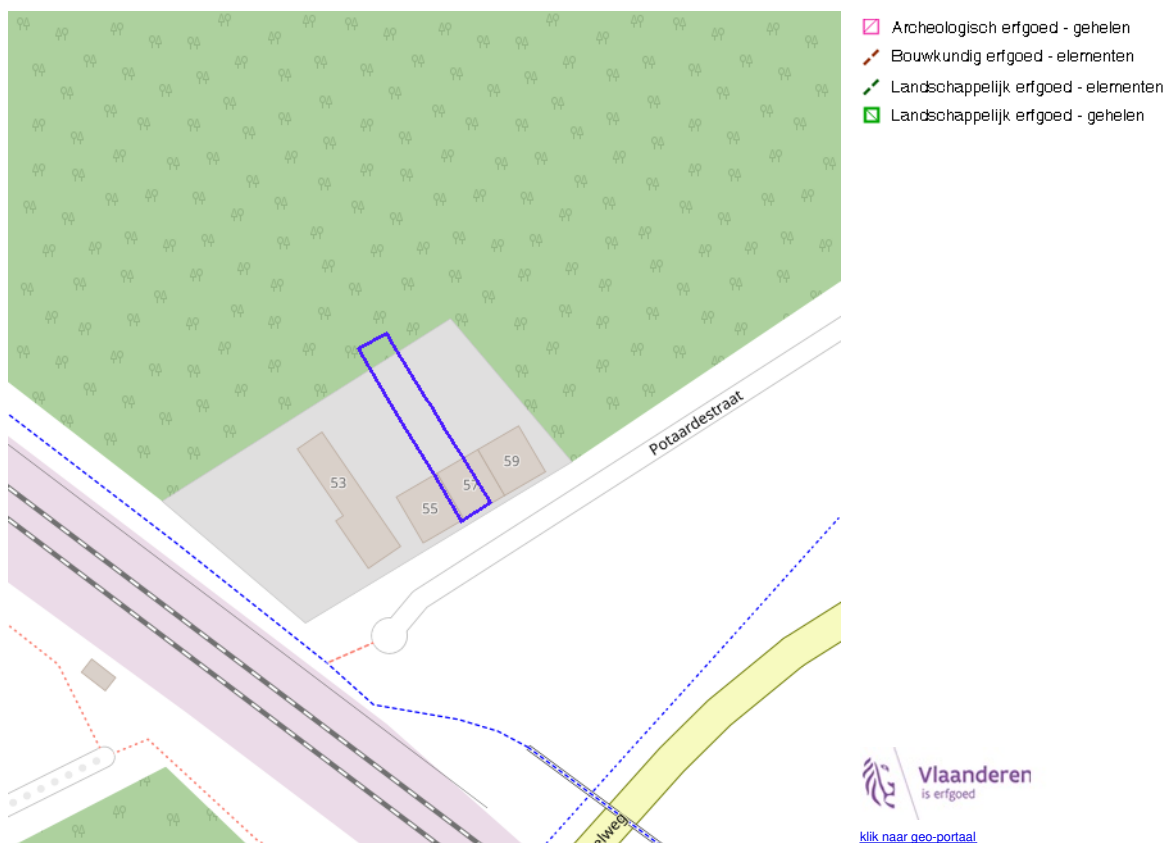 Archeologisch erfgoed - gehelen
Bouwkundig erfgoed - elementen
Landschappelijk erfgoed - elementen
Landschappelijk erfgoed - gehelen
Potaardestraat
59
53
57
55
Vlaanderen
is erfgoed
klik naar geo-portaal